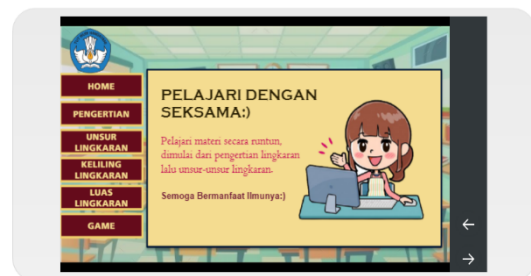 HOME
PENGERTIAN
UNSUR
LINGKARAN
KELILING
LINGKARAN
LUAS
LINGKARAN
GAME
PELAJARI DENGAN
SEKSAMA:)
Pelajari materi secara runtun,
dimulai dari pengertian lingkaran
lalu unsur-unsur lingkaran.
Semoga Bermanfaat Ilmunya:)